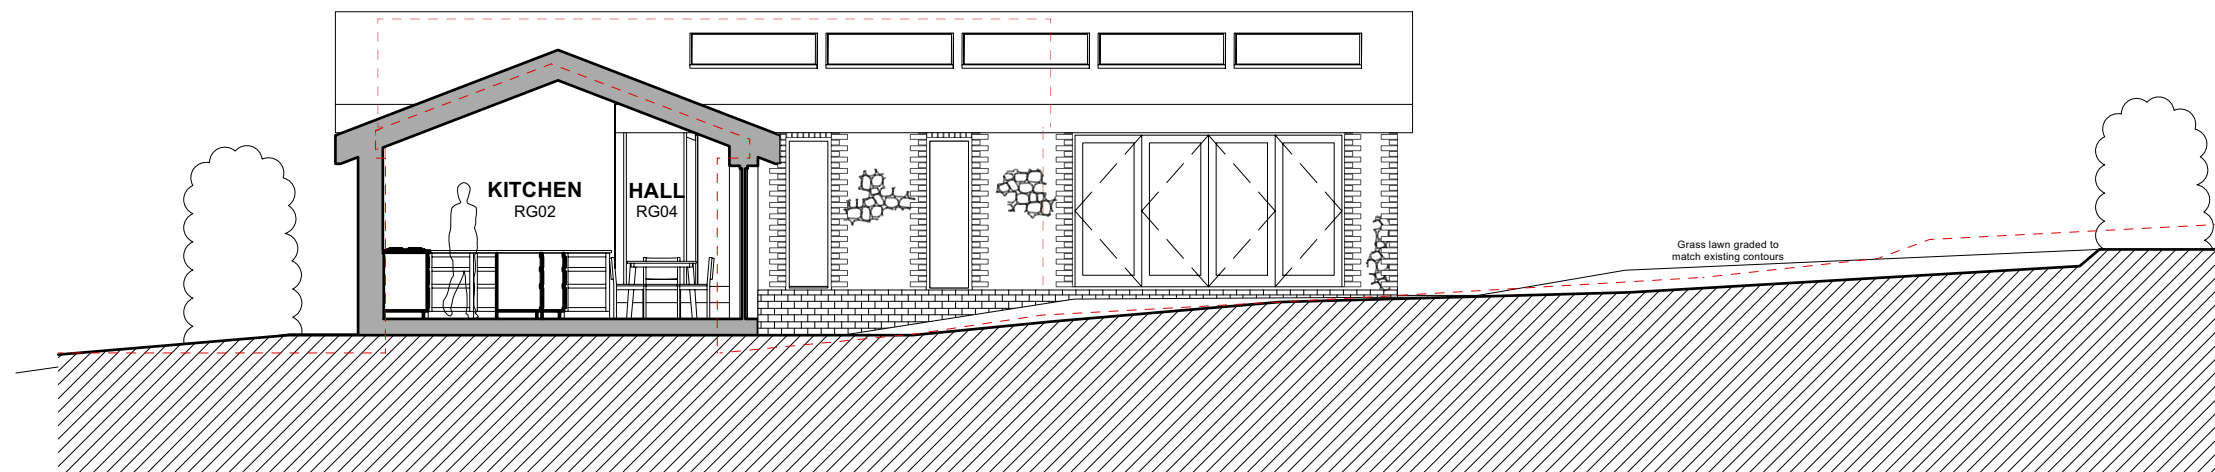 KITCHEN
RG02
HALL
RG04
Grass lawn graded to
match existing contours